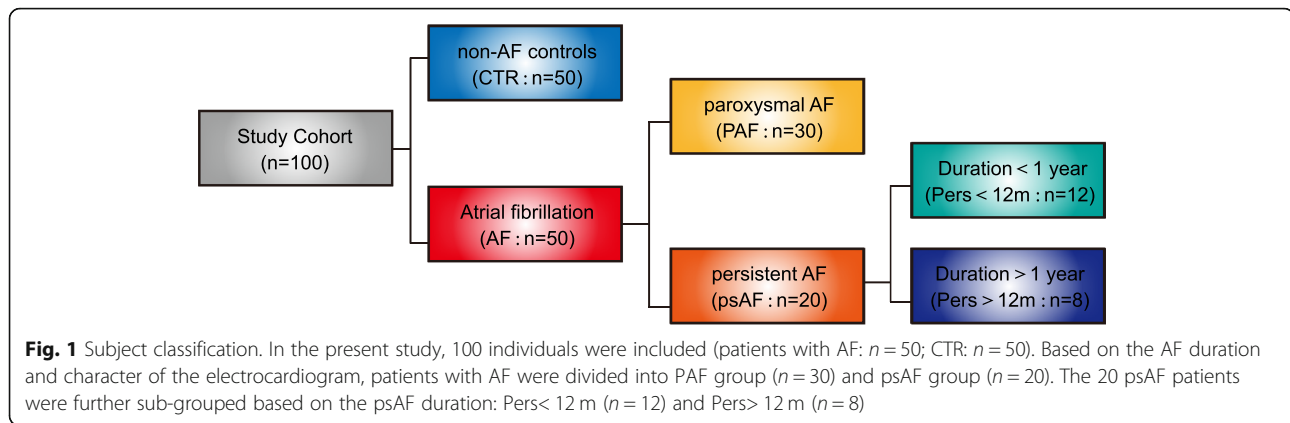 non-AF controls
(CTR : n=50)
paroxysmal AF
(PAF : n=30)
Study Cohort
(n=100)
Duration < 1 year
(Pers < 12m : n=12)
Atrial fibrillation
(AF : n=50)
persistent AF
(psAF : n=20)
Duration > 1 year
(Pers > 12m : n=8)
Fig. 1 Subject classification. In the present study, 100 individuals were included (patients with AF: n = 50; CTR: n = 50). Based on the AF duration
and character of the electrocardiogram, patients with AF were divided into PAF group (n = 30) and psAF group (n = 20). The 20 psAF patients
were further sub-grouped based on the psAF duration: Pers< 12 m (n = 12) and Pers> 12 m (n = 8)